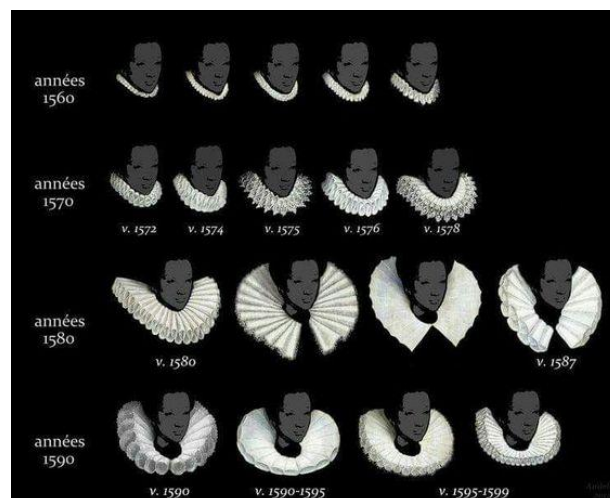 années
1560
années
1570
v. 1572 v. 1574 v. 1575 v. 1576 v. 1578
années
1580
v. 1580 v. 1587
années
1590
v. 1590 v. 1590-1595 v. 1595-1599